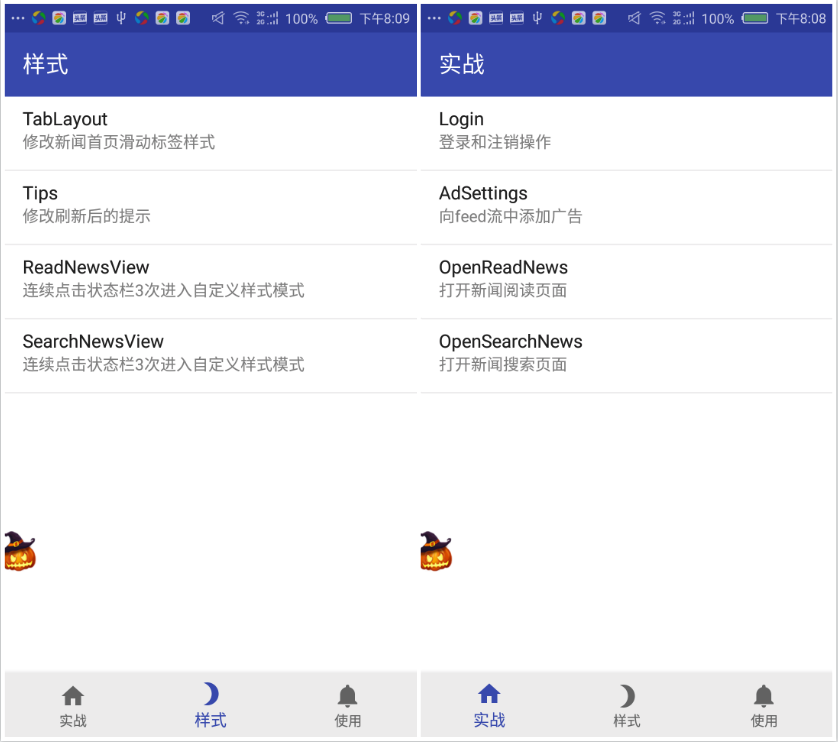 100% 下午8:09
样式
TabLayout
修改新闻首页滑动标签样式
Tips
修改刷新后的提示
ReadNewsView
连续点击状态栏3次进入自定义样式模式
SearchNewsView
连续点击状态栏3次进入自定义样式模式
实战 样式 使用
100% 下午8:08
实战
Login
登录和注销操作
AdSettings
向feed流中添加广告
OpenReadNews
打开新闻阅读页面
OpenSearchNews
打开新闻搜索页面
实战 样式 使用